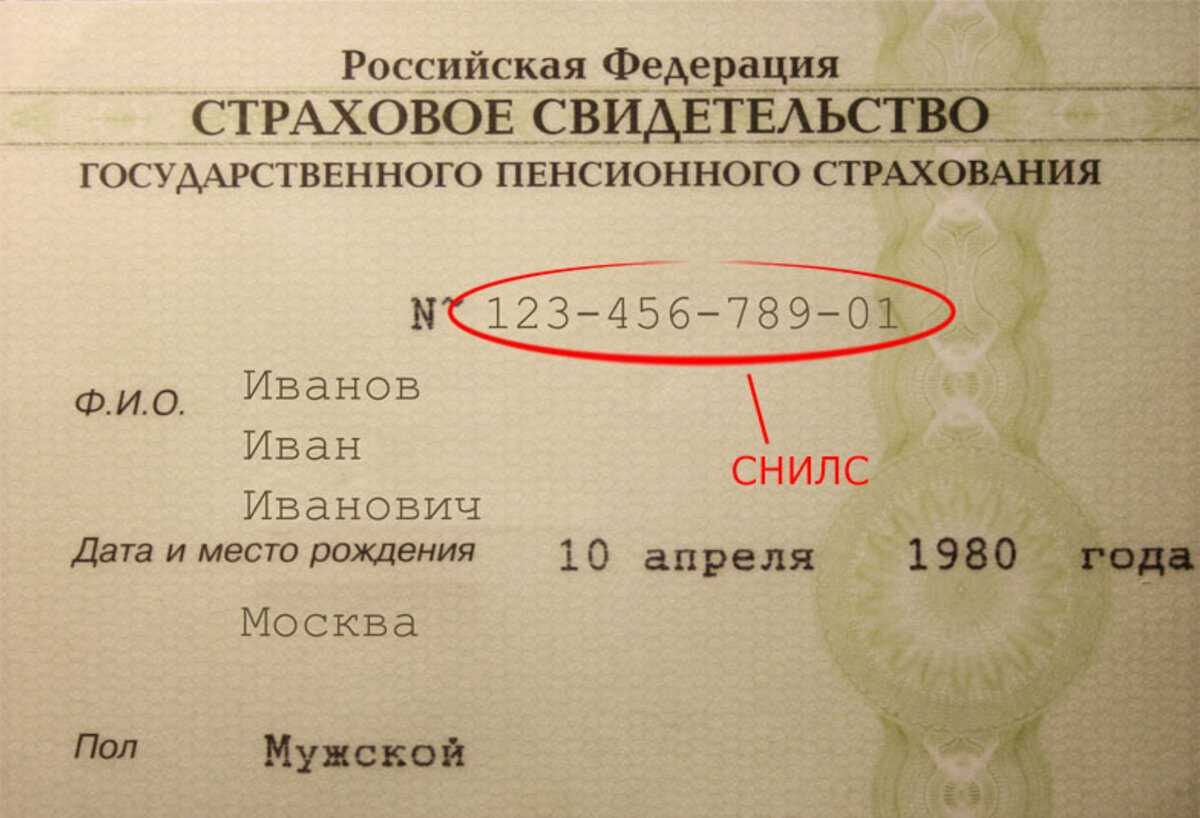 Российская Федерация
СТРАХОВОЕ СВИДЕТЕЛЬСТВО
ГОСУДАРСТВЕННОГО ПЕНСИОННОГО СТРАХОВАНИЯ
№ 123-456-789-01
СНИЛС
Ф.И.О. Иванов
Иван
Иванович
Дата и место рождения 10 апреля 1980 года
Москва
Пол Мужской